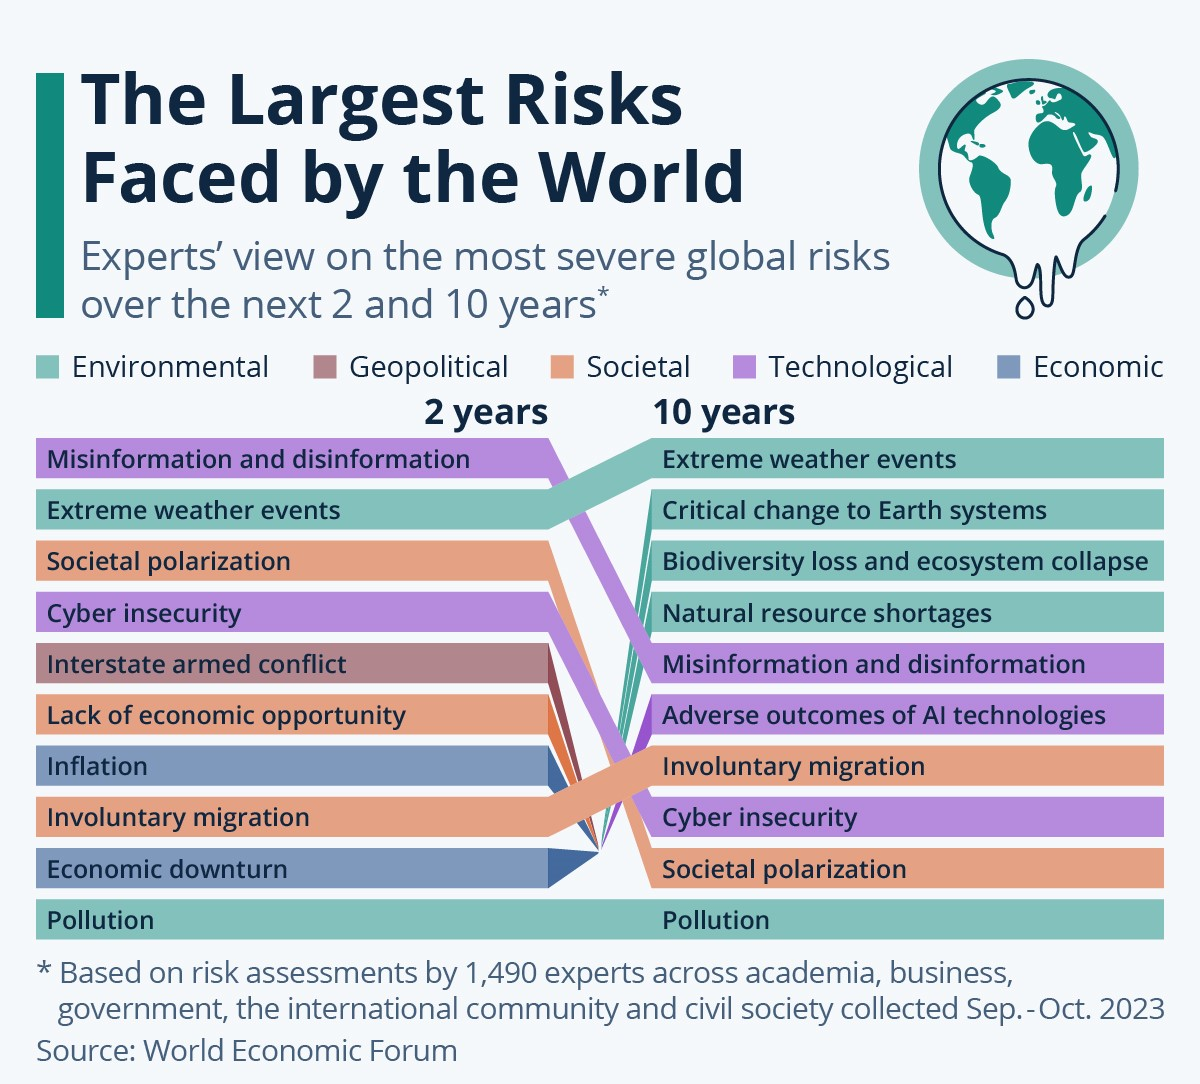 The Largest Risks
Faced by the World
Experts’ view on the most severe global risks
over the next 2 and 10 years*
Environmental
Geopolitical
Societal
Technological
Economic
2 years
10 years
Misinformation and disinformation
Extreme weather events
Extreme weather events
Critical change to Earth systems
Societal polarization
Biodiversity loss and ecosystem collapse
Cyber insecurity
Natural resource shortages
Interstate armed conflict
Misinformation and disinformation
Lack of economic opportunity
Adverse outcomes of AI technologies
Inflation
Involuntary migration
Involuntary migration
Cyber insecurity
Economic downturn
Societal polarization
Pollution
Pollution
* Based on risk assessments by 1,490 experts across academia, business,
government, the international community and civil society collected Sep.-Oct. 2023
Source: World Economic Forum